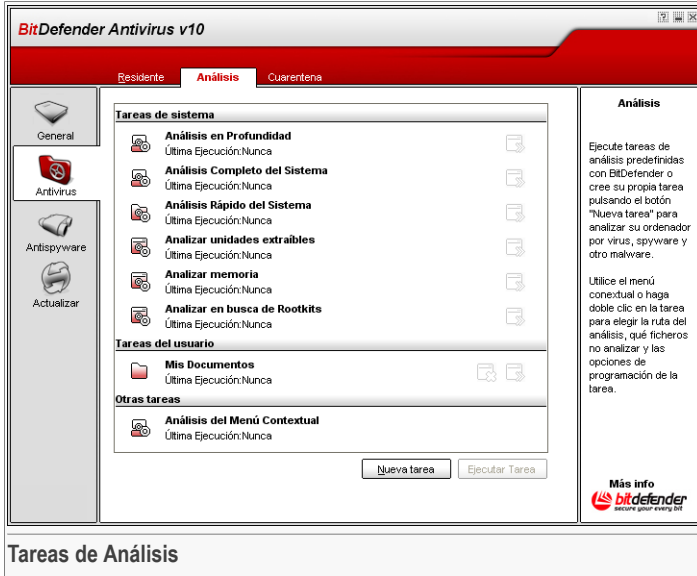 BitDefender Antivirus v10
Residente Análisis Cuarentena
General
Antivirus
Antispyware
Actualizar
Tareas de sistema
Análisis en Profundidad
Última Ejecución:Nunca
Análisis Completo del Sistema
Última Ejecución:Nunca
Análisis Rápido del Sistema
Última Ejecución:Nunca
Analizar unidades extraíbles
Última Ejecución:Nunca
Analizar memoria
Última Ejecución:Nunca
Analizar en busca de Rootkits
Última Ejecución:Nunca
Tareas del usuario
Mis Documentos
Última Ejecución:Nunca
Otras tareas
Análisis del Menú Contextual
Última Ejecución:Nunca
Nueva tarea Ejecutar Tarea
Análisis
Ejecute tareas de
análisis predefinidas
con BitDefender o
cree su propia tarea
pulsando el botón
"Nueva tarea" para
analizar su ordenador
por virus, spyware y
otro malware.
Utilice el menú
conextual o haga
doble clic en la tarea
para elegir la ruta del
análisis, qué ficheros
no analizar y las
opciones de
programación de la
tarea.
Más info
bitdefender
secure your every bit
Tareas de Análisis